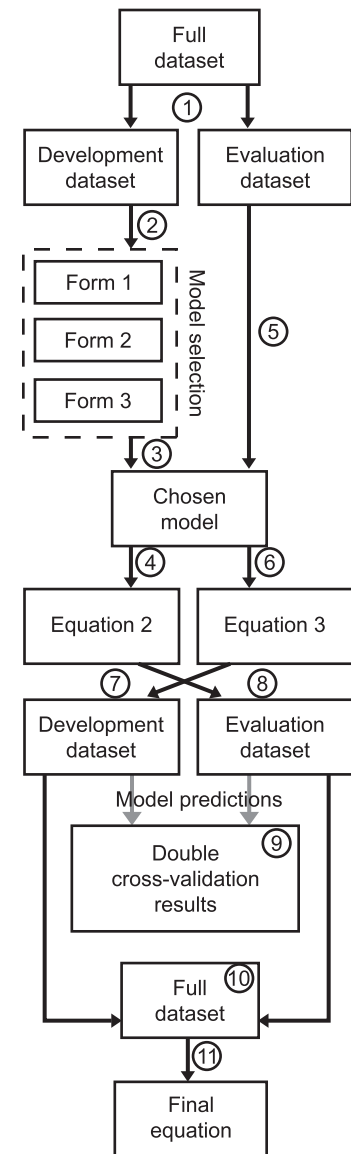 Full
dataset
1
Development
dataset
Evaluation
dataset
2
Form 1
Form 2
Form 3
Model selection
5
3
Chosen
model
4
6
Equation 2
Equation 3
7
8
Development
dataset
Evaluation
dataset
Model predictions
9
Double
cross-validation
results
10
Full
dataset
11
Final
equation